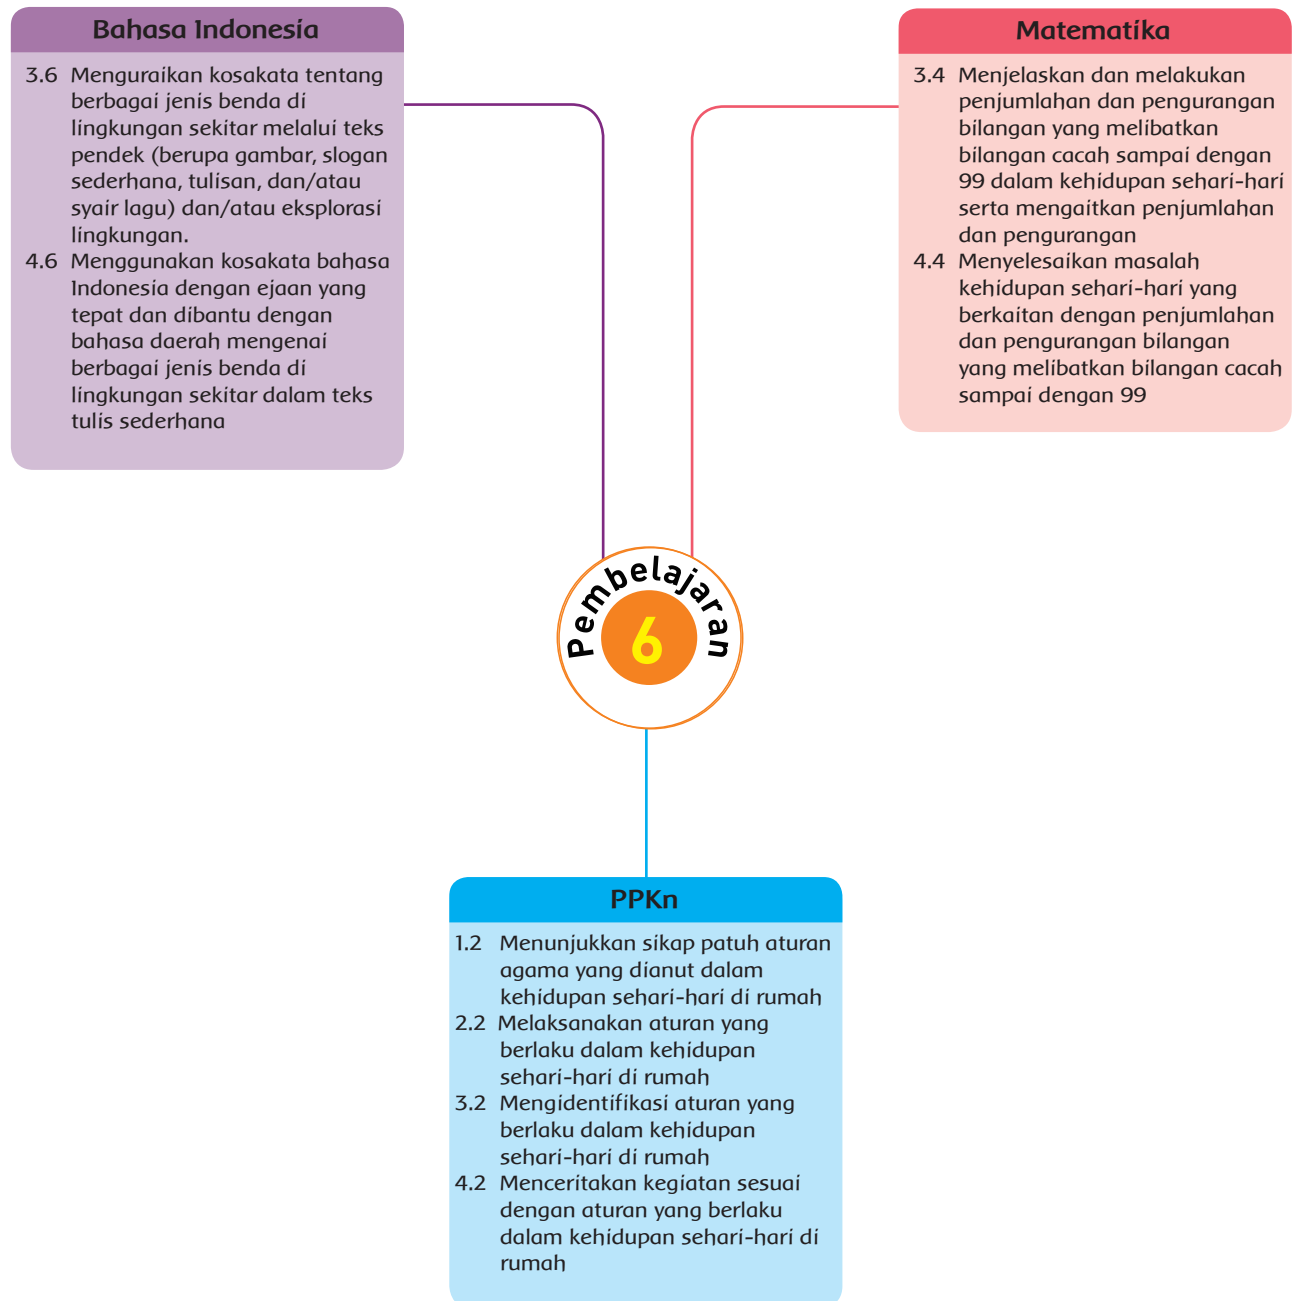 Bahasa Indonesia
3.6 Menguraikan kosakata tentang
berbagai jenis benda di
lingkungan sekitar melalui teks
pendek (berupa gambar, slogan
sederhana, tulisan, dan/atau
syair lagu) dan/atau eksplorasi
lingkungan.
4.6 Menggunakan kosakata bahasa
Indonesia dengan ejaan yang
tepat dan dibantu dengan
bahasa daerah mengenai
berbagai jenis benda di
lingkungan sekitar dalam teks
tulis sederhana
Matematika
3.4 Menjelaskan dan melakukan
penjumlahan dan pengurangan
bilangan yang melibatkan
bilangan cacah sampai dengan
99 dalam kehidupan sehari-hari
serta mengaitkan penjumlahan
dan pengurangan
4.4 Menyelesaikan masalah
kehidupan sehari-hari yang
berkaitan dengan penjumlahan
dan pengurangan bilangan
yang melibatkan bilangan cacah
sampai dengan 99
Pembelajaran
6
PPKn
1.2 Menunjukkan sikap patuh aturan
agama yang dianut dalam
kehidupan sehari-hari di rumah
2.2 Melaksanakan aturan yang
berlaku dalam kehidupan
sehari-hari di rumah
3.2 Mengidentifikasi aturan yang
berlaku dalam kehidupan
sehari-hari di rumah
4.2 Menceritakan kegiatan sesuai
dengan aturan yang berlaku
dalam kehidupan sehari-hari di
rumah